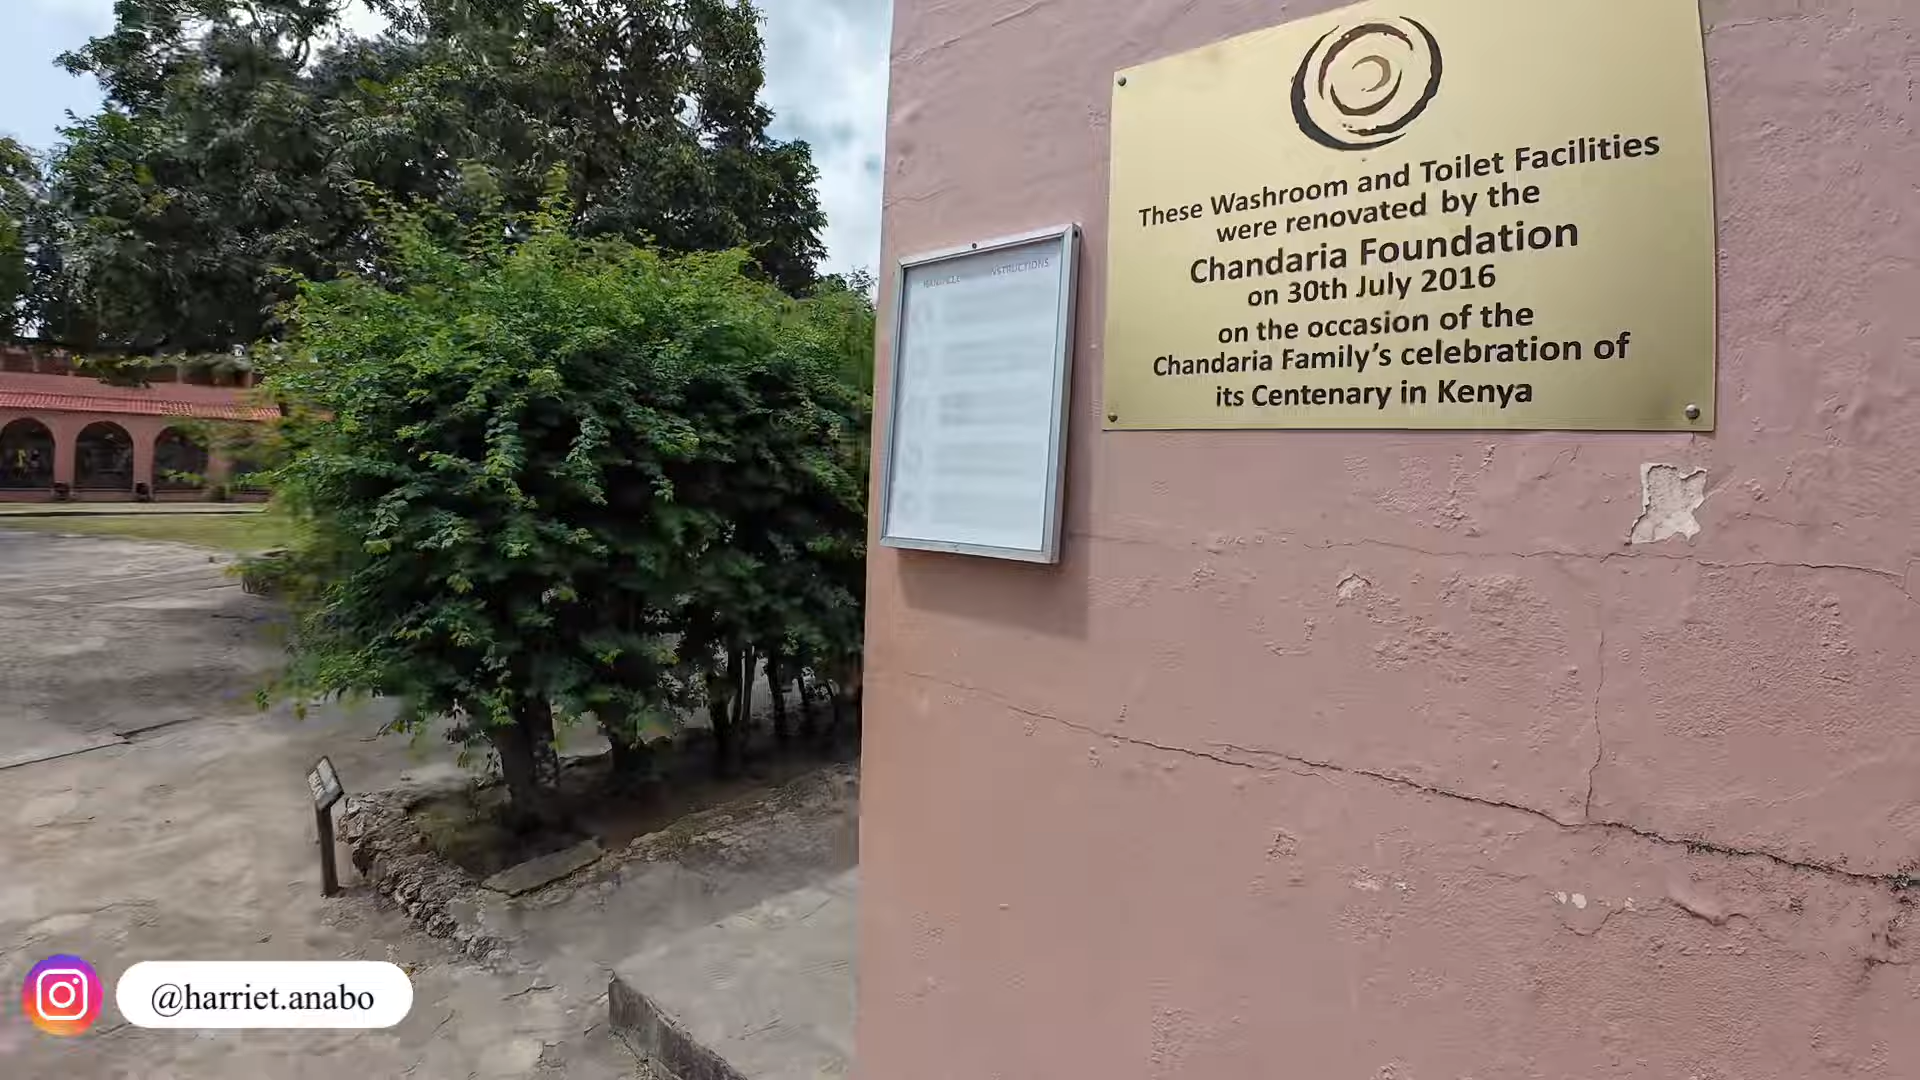 These Washroom and Toilet Facilities
were renovated by the
Chandaria Foundation
on 30th July 2016
on the occasion of the
Chandaria Family's celebration of
its Centenary in Kenya
INSTRUCTIONS
@harriet.anabo